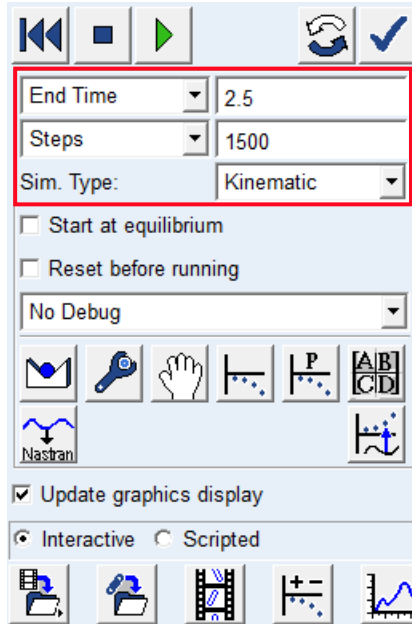 End Time 2.5
Steps 1500
Sim. Type: Kinematic
Start at equilibrium
Reset before running
No Debug
P
A B
C D
Nastran
Update graphics display
Interactive Scripted